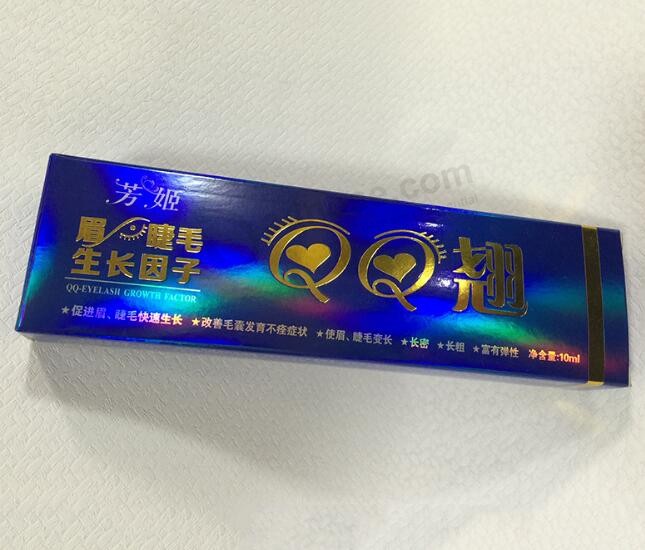 芳姬
眉 睫毛
生长因子
QQ-EYELASH GROWTH FACTOR
QQ翘
★促进眉、睫毛快速生长 ★改善毛囊发育不痊症状 ★使眉、睫毛变长 ★长密 ★长粗 ★富有弹性 净含量:10ml